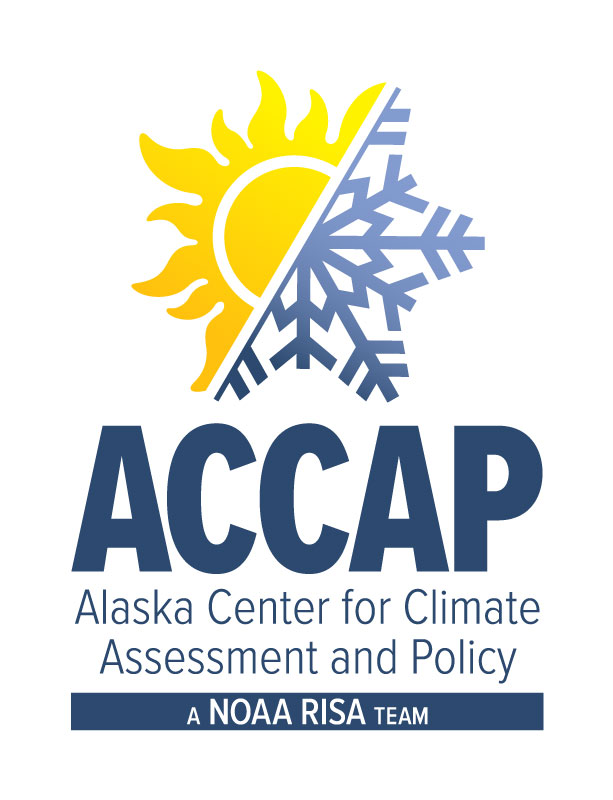 ACCAP
Alaska Center for Climate
Assessment and Policy
A NOAA RISA TEAM